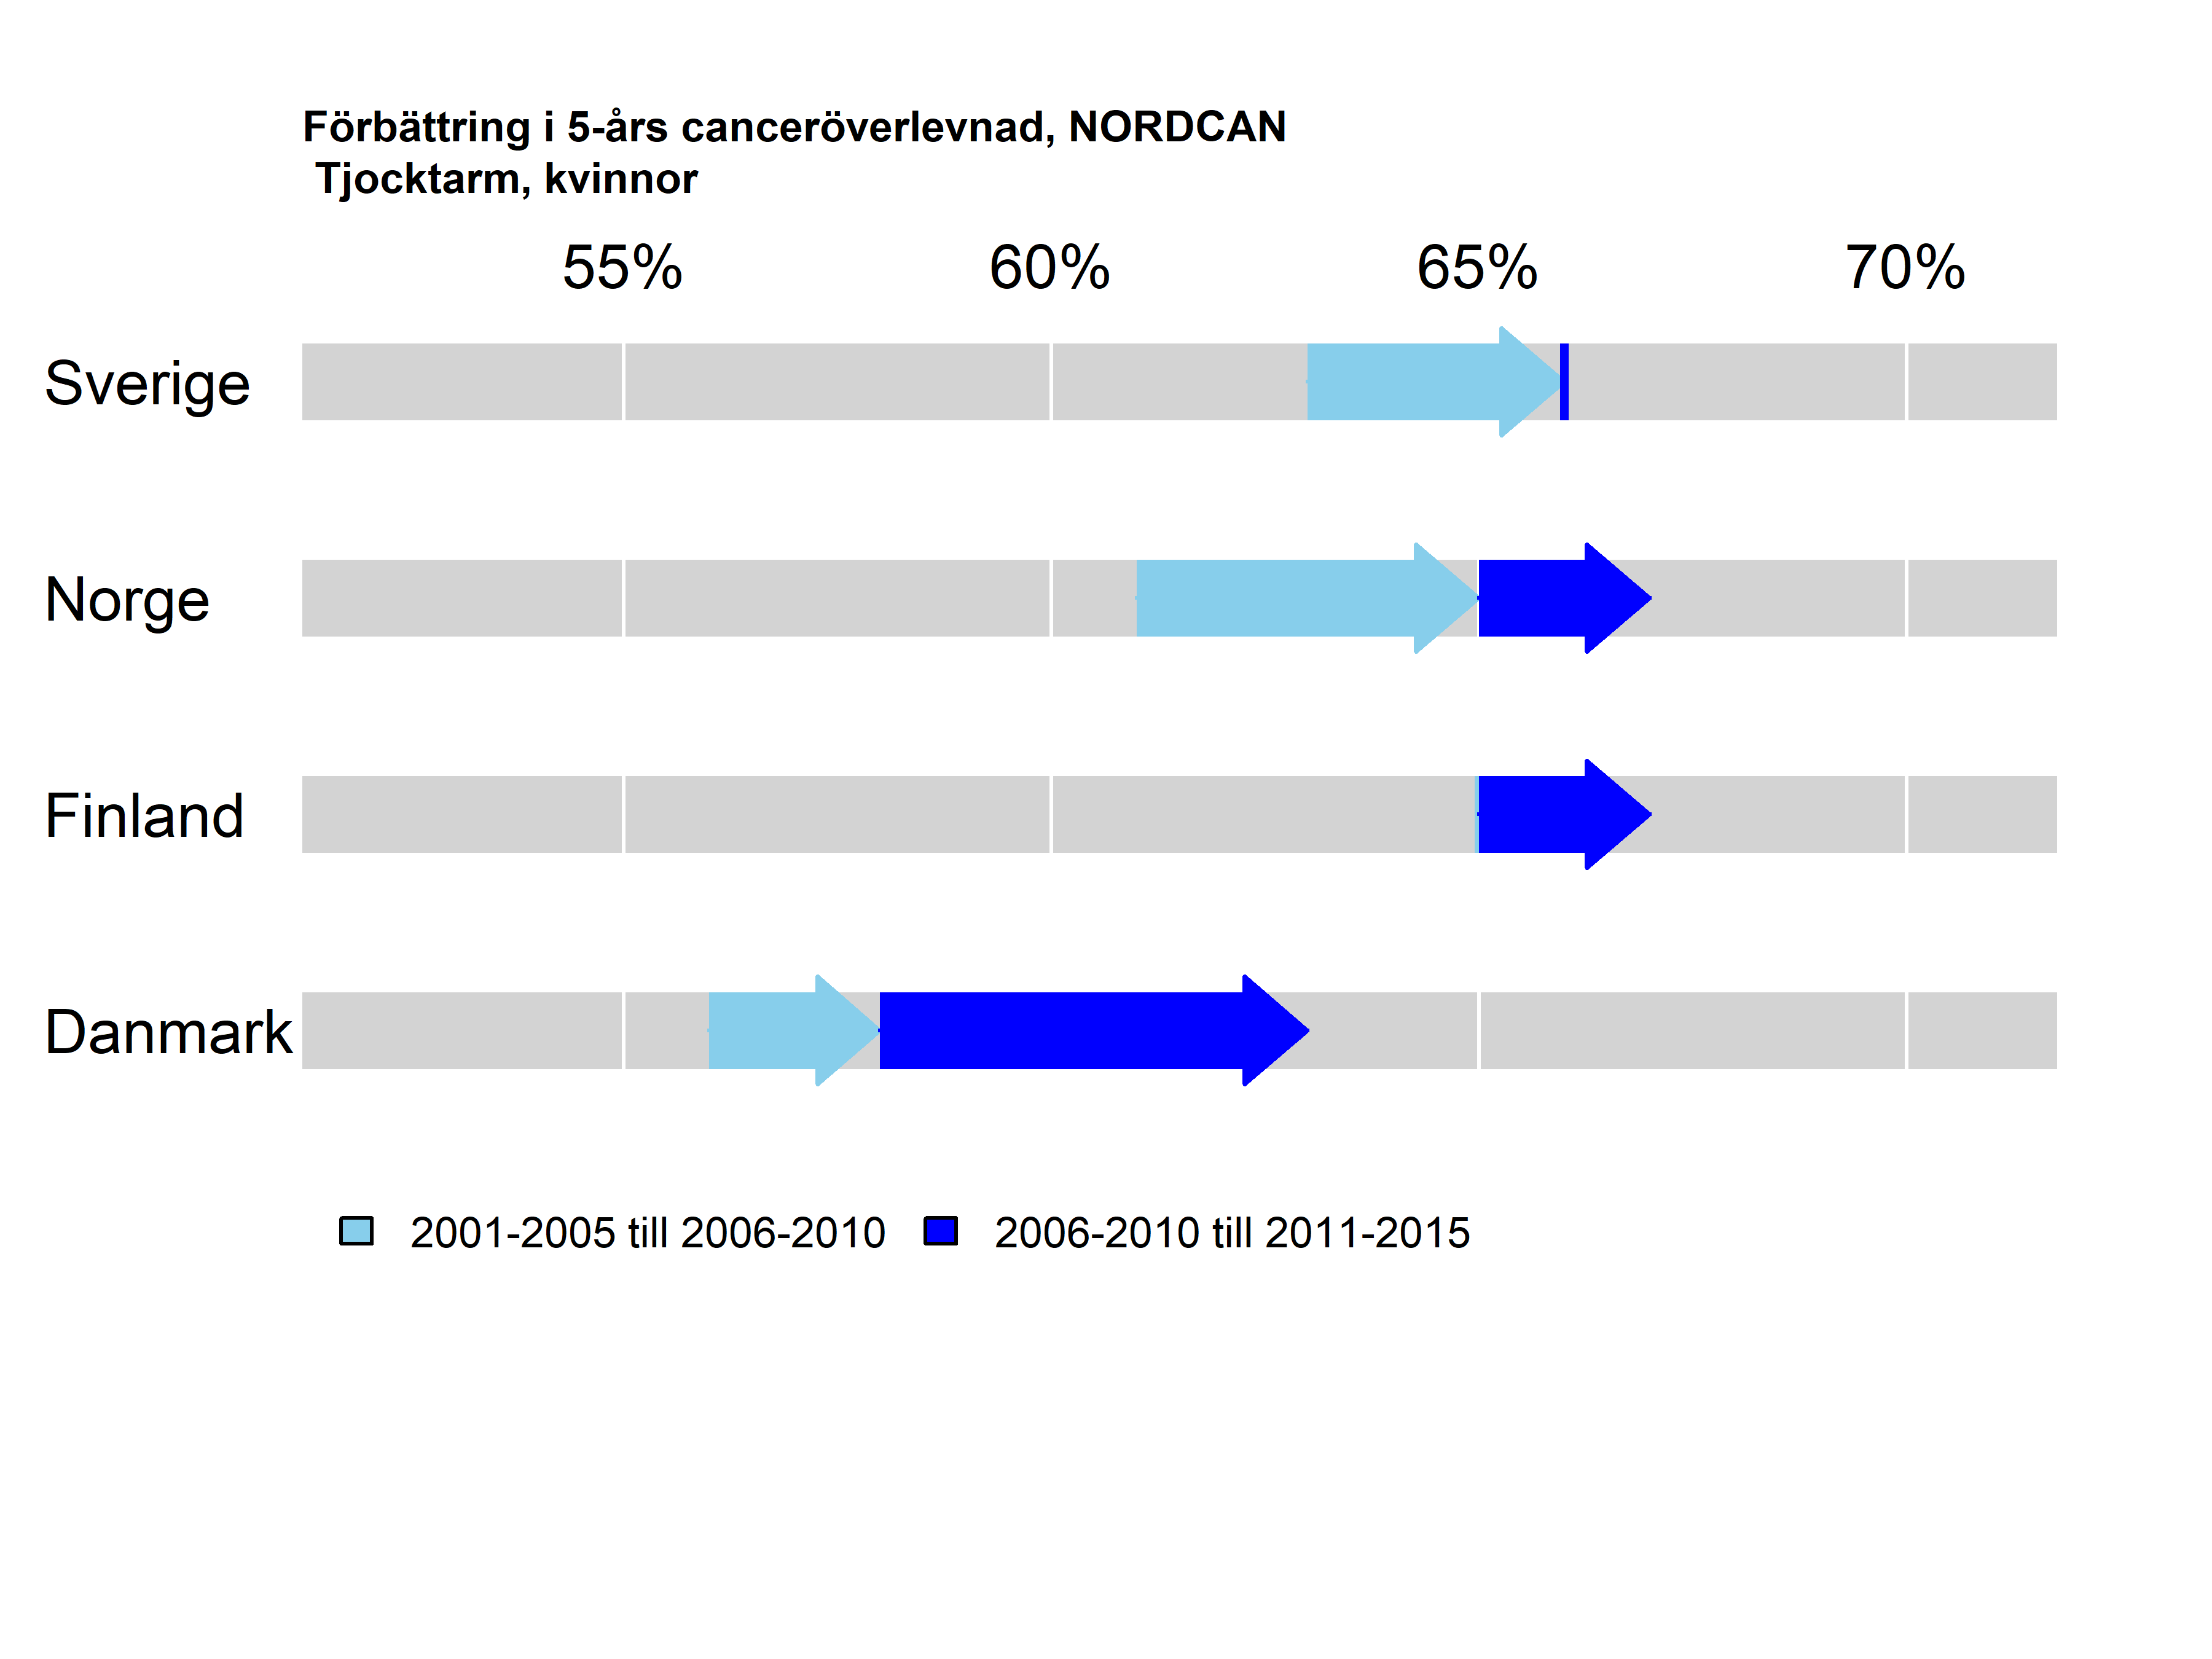 Förbättring i 5-års canceröverlevnad, NORDCAN
Tjocktarm, kvinnor
55% 60% 65% 70%
Sverige
Norge
Finland
Danmark
2001-2005 till 2006-2010 2006-2010 till 2011-2015